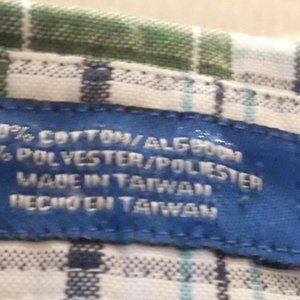 0% COTTON/ALGODON
% POLYESTER/POLIESTER
MADE IN TAIWAN
HECHO EN TAIWAN